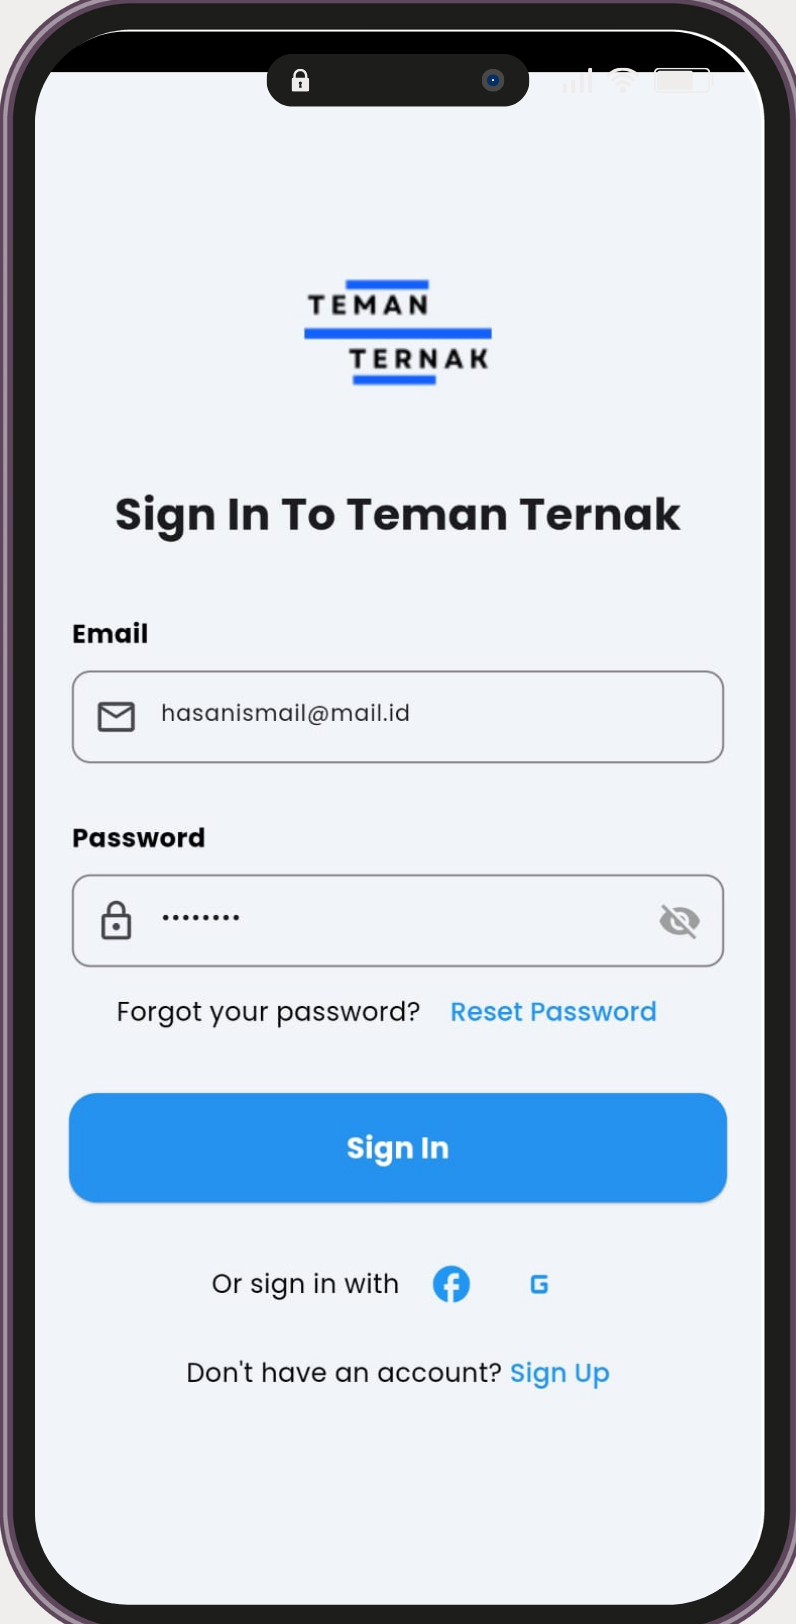 TEMAN
TERNAK
Sign In To Teman Ternak
Email
hasanismail@mail.id
Password
••••••••
Forgot your password? Reset Password
Sign In
Or sign in with
Don't have an account? Sign Up